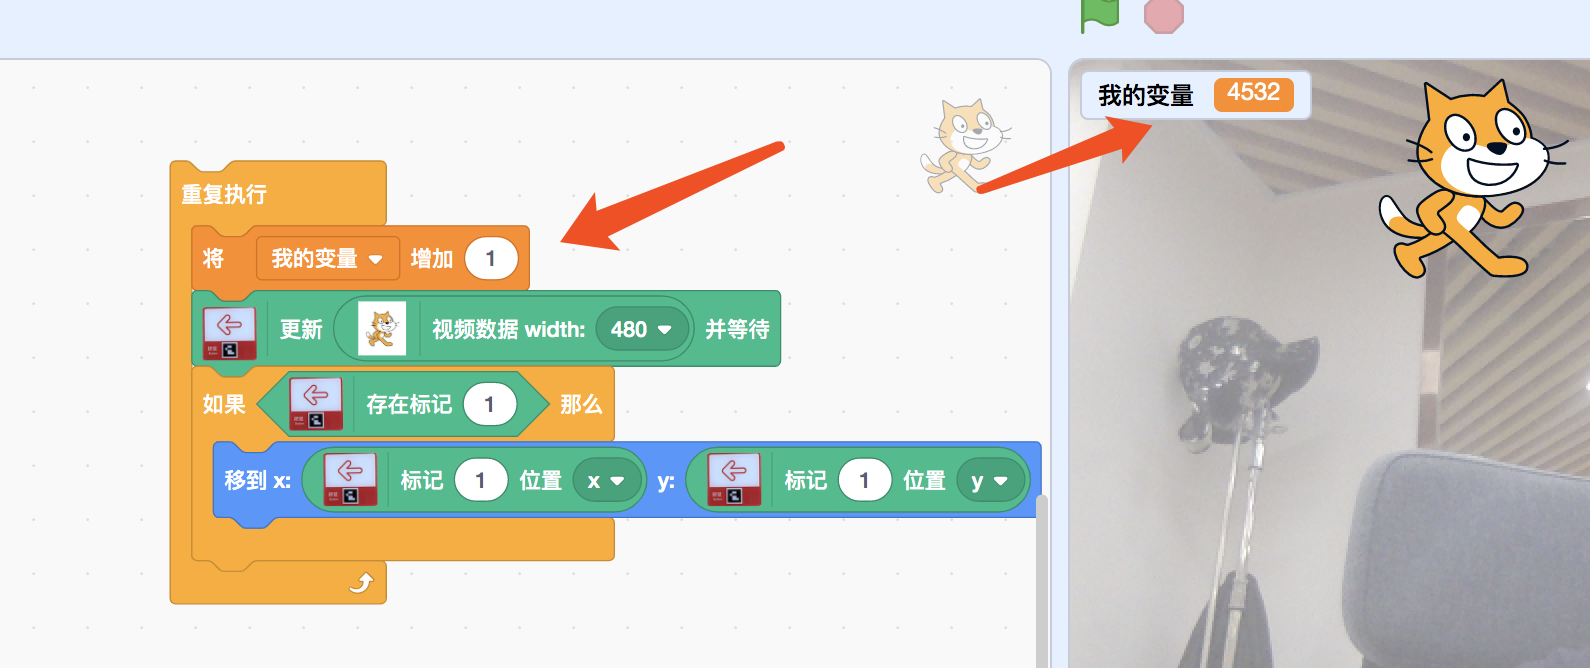 我的变量 4532
重复执行
将 我的变量 增加 1
更新 视频数据 width: 480 并等待
如果 存在标记 1 那么
移到 x: 标记 1 位置 x y: 标记 1 位置 y